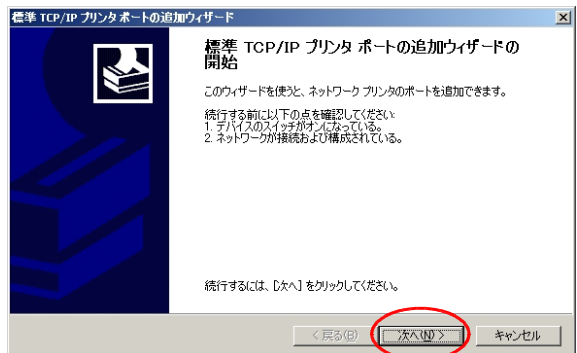 標準 TCP/IP プリンタ ポートの追加ウィザード
標準 TCP/IP プリンタ ポートの追加ウィザードの
開始
このウィザードを使うと、ネットワーク プリンタのポートを追加できます。
続行する前に以下の点を確認してください:
1. デバイスのスイッチがオンになっている。
2. ネットワークが接続および構成されている。
続行するには、[次へ] をクリックしてください。
< 戻る(B)
次へ(N) >
キャンセル